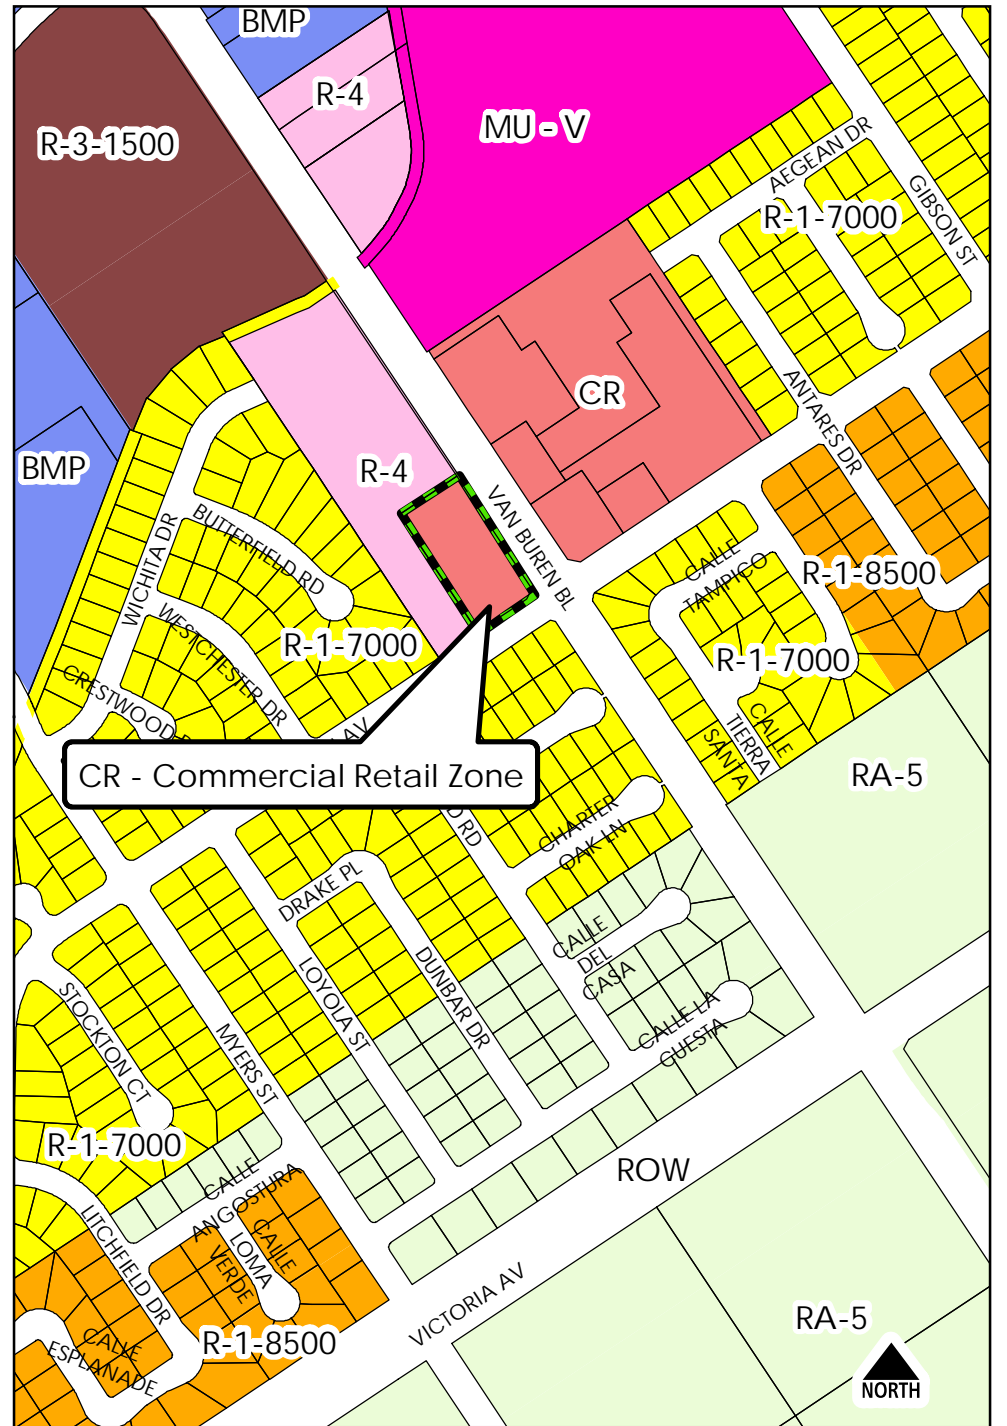 BMP
R-4
R-3-1500
MU - V
AEGEAN DR
GIBSON ST
R-1-7000
CR
ANTARES DR
R-4
BMP
VAN BUREN BL
BUTTERFIELD RD
WICHITA DR
CALLE
TAMPICO
R-1-8500
WESTCHESTER DR
R-1-7000
R-1-7000
CRESTWOOD
CALLE
TIERRA
SANTA
AV
CR - Commercial Retail Zone
RA-5
RD
CHARTER
OAK LN
DRAKE PL
CALLE
DEL
CASA
DUNBAR DR
LOYOLA ST
STOCKTON CT
MYERS ST
CALLE LA
CUESTA
R-1-7000
ROW
CALLE
ANGOSTURA
LITCHFIELD DR
CALLE
LOMA
VERDE
VICTORIA AV
RA-5
R-1-8500
CALLE
ESPLANADE
NORTH